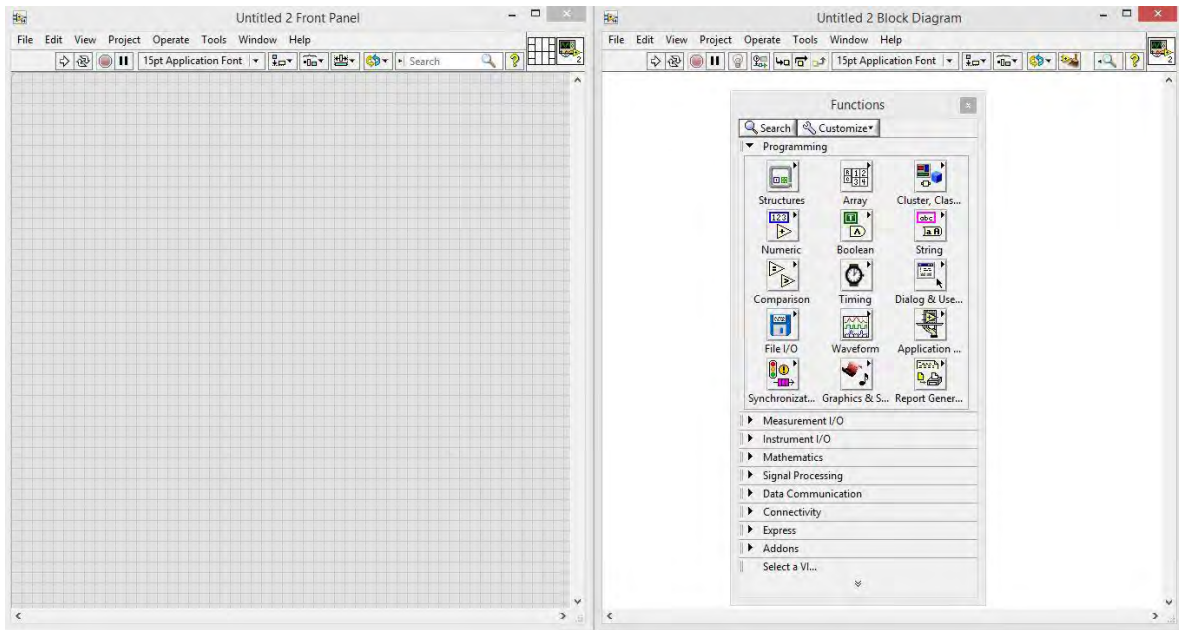 Untitled 2 Front Panel
File Edit View Project Operate Tools Window Help
15pt Application Font
Search
2
Untitled 2 Block Diagram
File Edit View Project Operate Tools Window Help
15pt Application Font
2
Functions
Search Customize
Programming
Structures Array Cluster, Clas...
Numeric Boolean String
Comparison Timing Dialog & Use...
File I/O Waveform Application ...
Synchronizat... Graphics & S... Report Gener...
Measurement I/O
Instrument I/O
Mathematics
Signal Processing
Data Communication
Connectivity
Express
Addons
Select a VI...